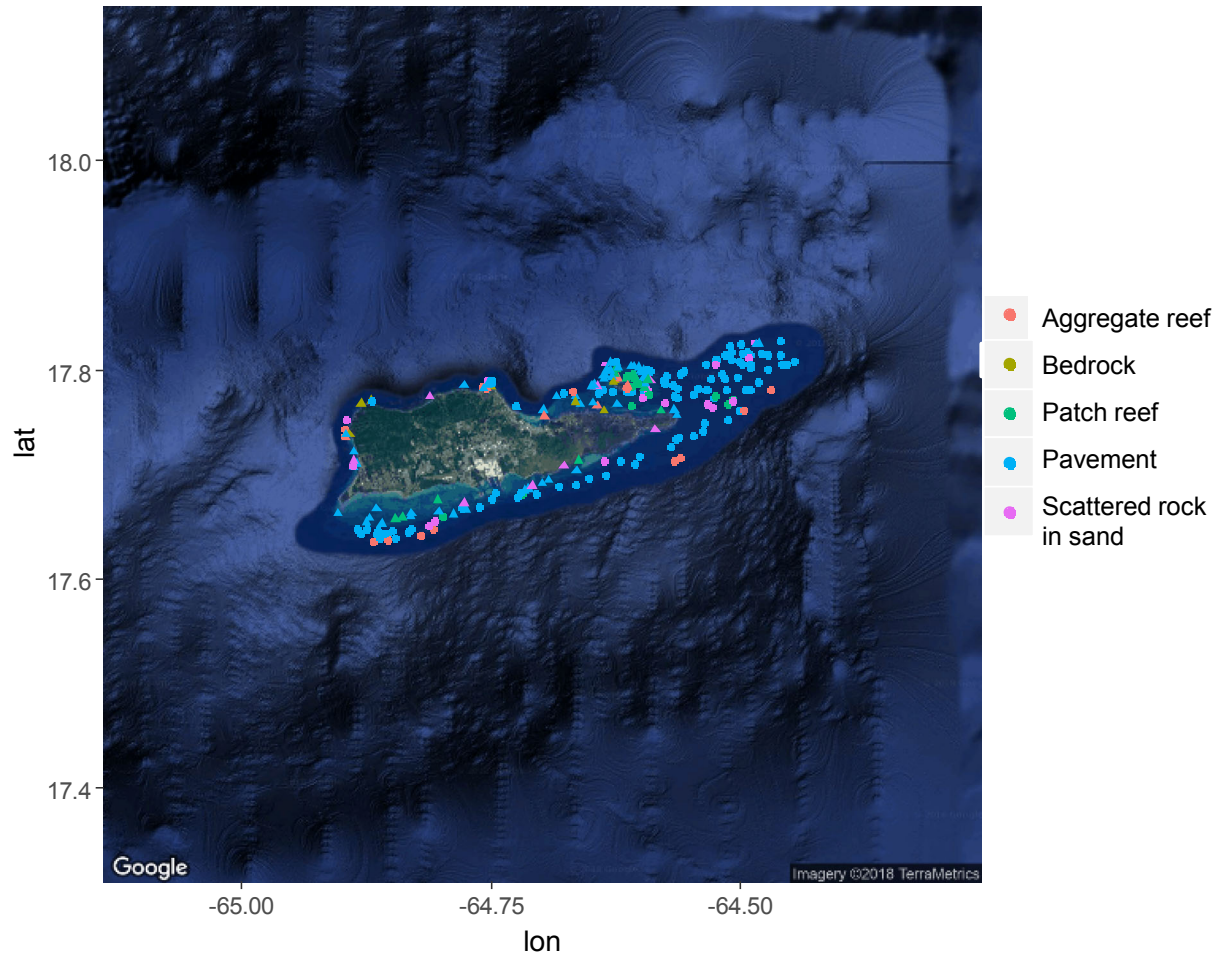 18.0
17.8
17.6
17.4
lat
-65.00
-64.75
-64.50
lon
Google
Imagery ©2018 TerraMetrics
Aggregate reef
Bedrock
Patch reef
Pavement
Scattered rock
in sand